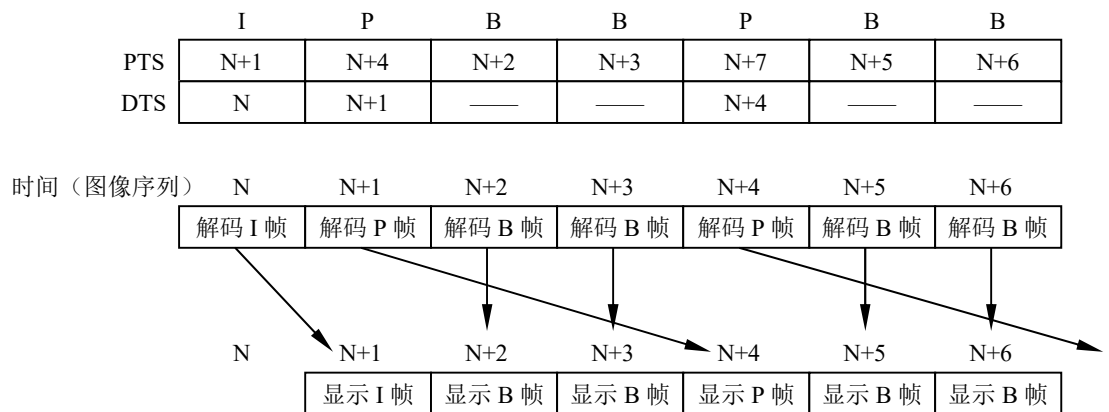 I P B B P B B
PTS N+1 N+4 N+2 N+3 N+7 N+5 N+6
DTS N N+1 —— —— N+4 —— ——
时间（图像序列） N N+1 N+2 N+3 N+4 N+5 N+6
解码 I 帧 解码 P 帧 解码 B 帧 解码 B 帧 解码 P 帧 解码 B 帧 解码 B 帧
N N+1 N+2 N+3 N+4 N+5 N+6
显示 I 帧 显示 B 帧 显示 B 帧 显示 P 帧 显示 B 帧 显示 B 帧